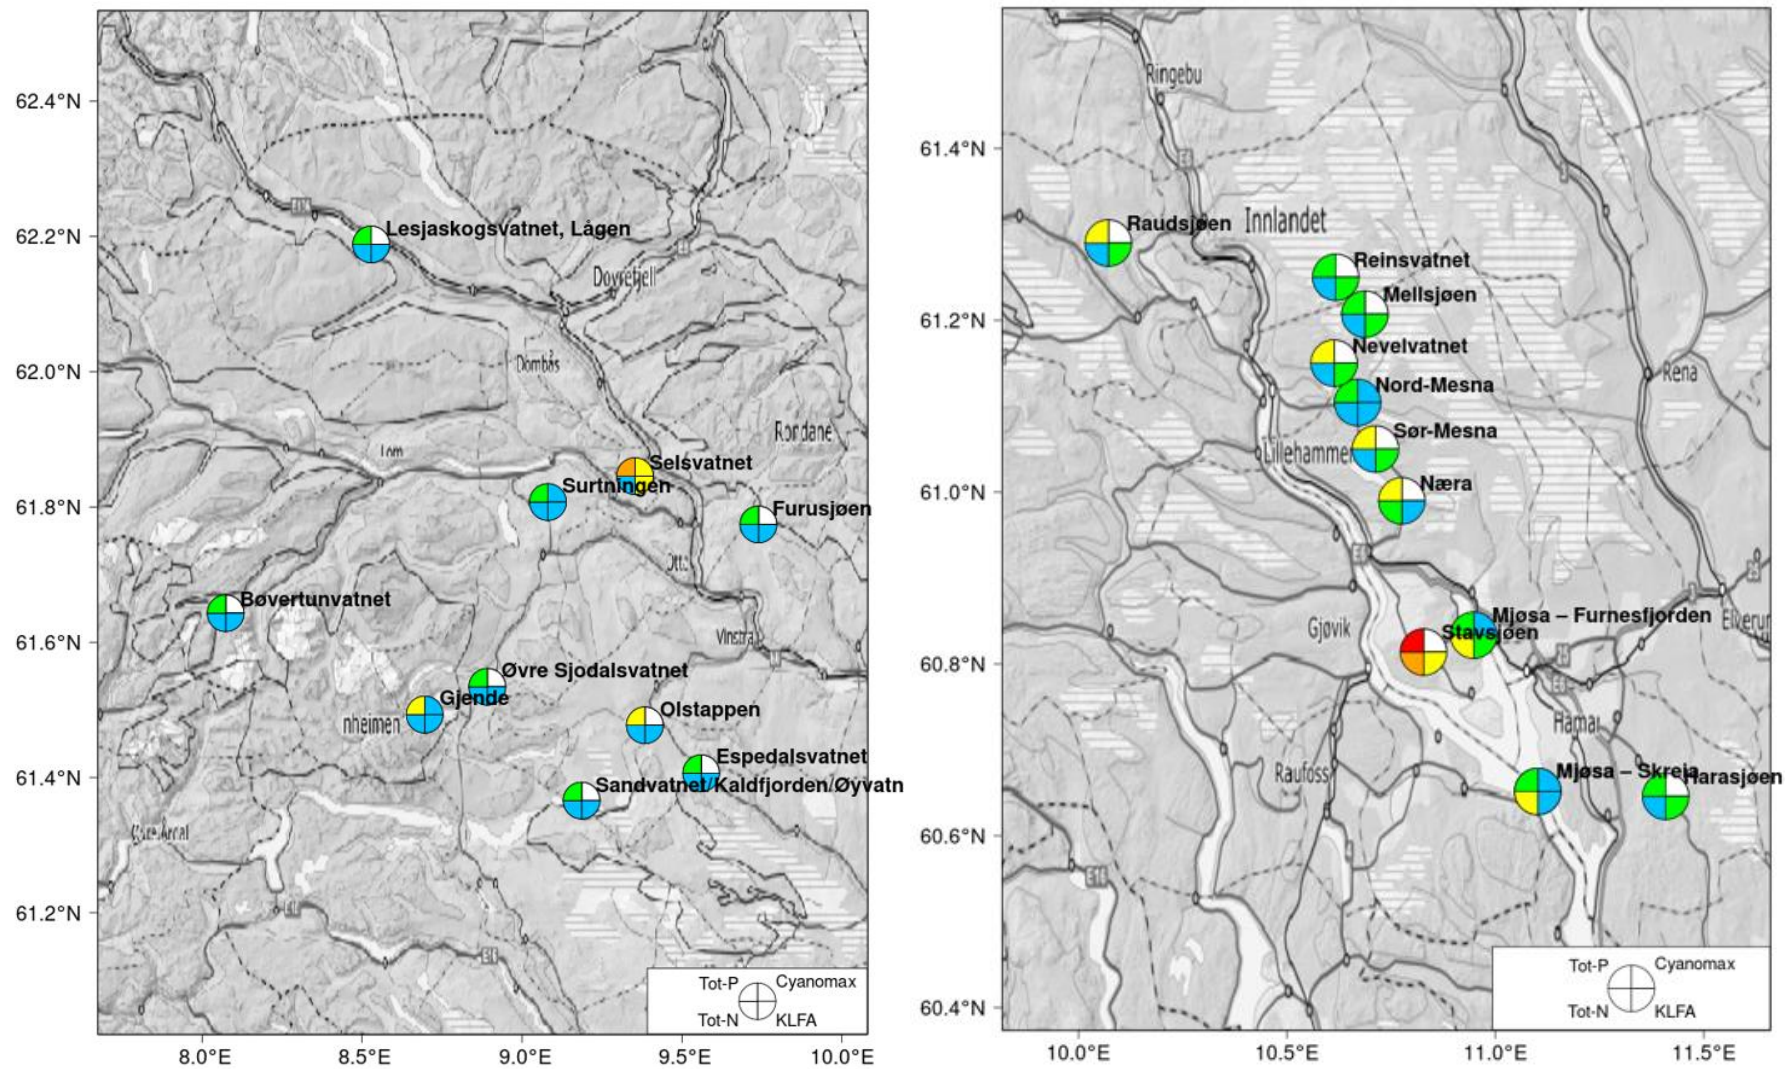 62.4°N
62.2°N
62.0°N
61.8°N
61.6°N
61.4°N
61.2°N
8.0°E
8.5°E
9.0°E
9.5°E
10.0°E
Lesjaskogsvatnet, Lågen
Dovrefjell
Dombås
Lom
Rondane
Selsvatnet
Surtningen
Furusjøen
Otta
Bøvertunvatnet
Vinstra
Øvre Sjodalsvatnet
Gjende
nheimen
Olstappen
Espedalsvatnet
Sandvatnet/Kaldfjorden/Øyvatn
Tot-P
Cyanomax
Tot-N
KLFA
61.4°N
61.2°N
61.0°N
60.8°N
60.6°N
60.4°N
10.0°E
10.5°E
11.0°E
11.5°E
Ringebu
Raudsjøen
Innlandet
Reinsvatnet
Mellsjøen
Nevelvatnet
Nord-Mesna
Rena
Sør-Mesna
Lillehammer
Næra
Mjøsa – Furnesfjorden
Stavsjøen
Gjøvik
Elverum
Hamar
Raufoss
Mjøsa – Skreia
Harasjøen
Tot-P
Cyanomax
Tot-N
KLFA